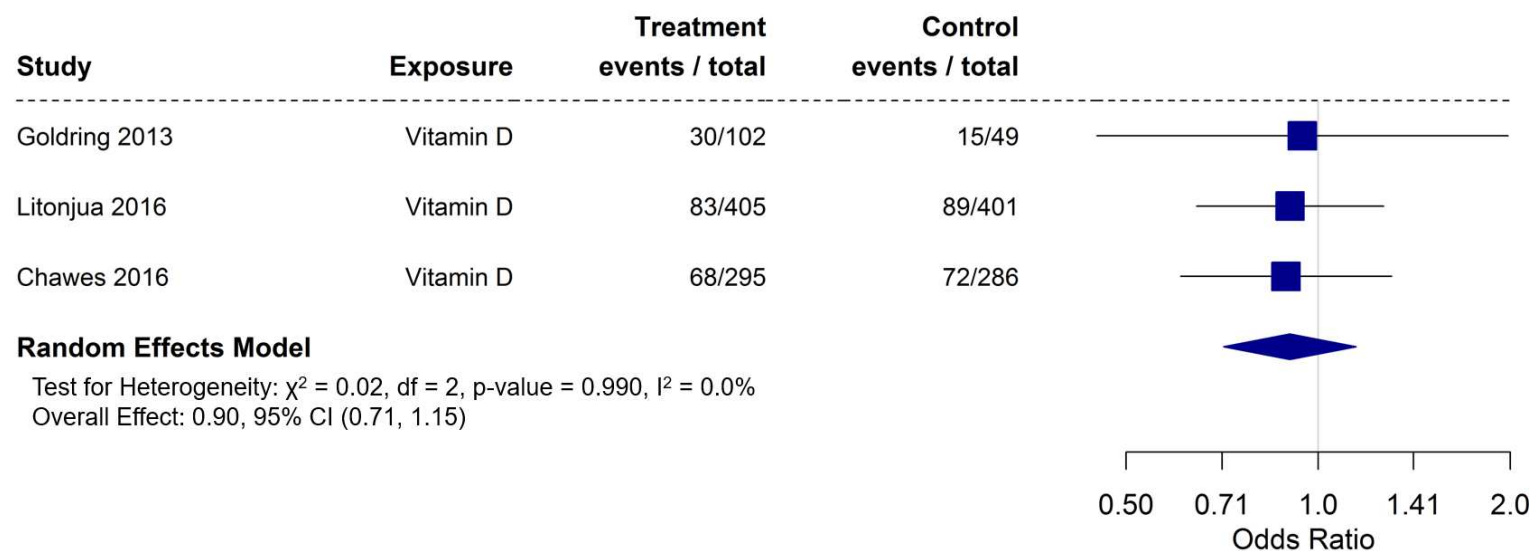 Treatment Control
Study Exposure events / total events / total
Goldring 2013 Vitamin D 30/102 15/49
Litonjua 2016 Vitamin D 83/405 89/401
Chawes 2016 Vitamin D 68/295 72/286
Random Effects Model
Test for Heterogeneity: χ² = 0.02, df = 2, p-value = 0.990, I² = 0.0%
Overall Effect: 0.90, 95% CI (0.71, 1.15)
0.50 0.71 1.0 1.41 2.0
Odds Ratio